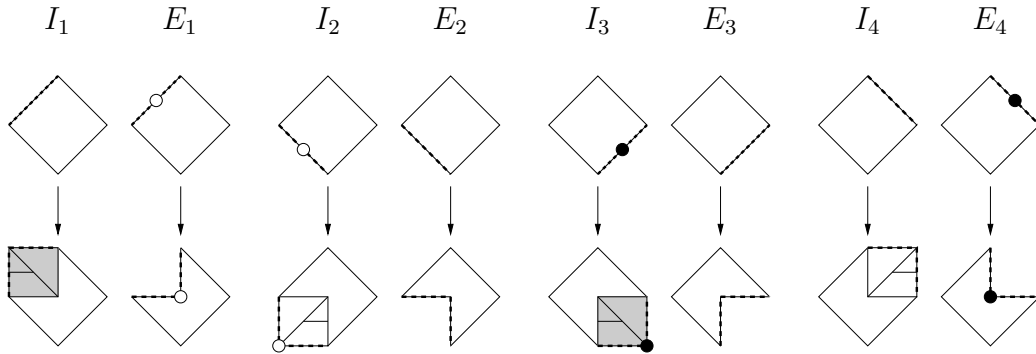 I₁ E₁ I₂ E₂ I₃ E₃ I₄ E₄